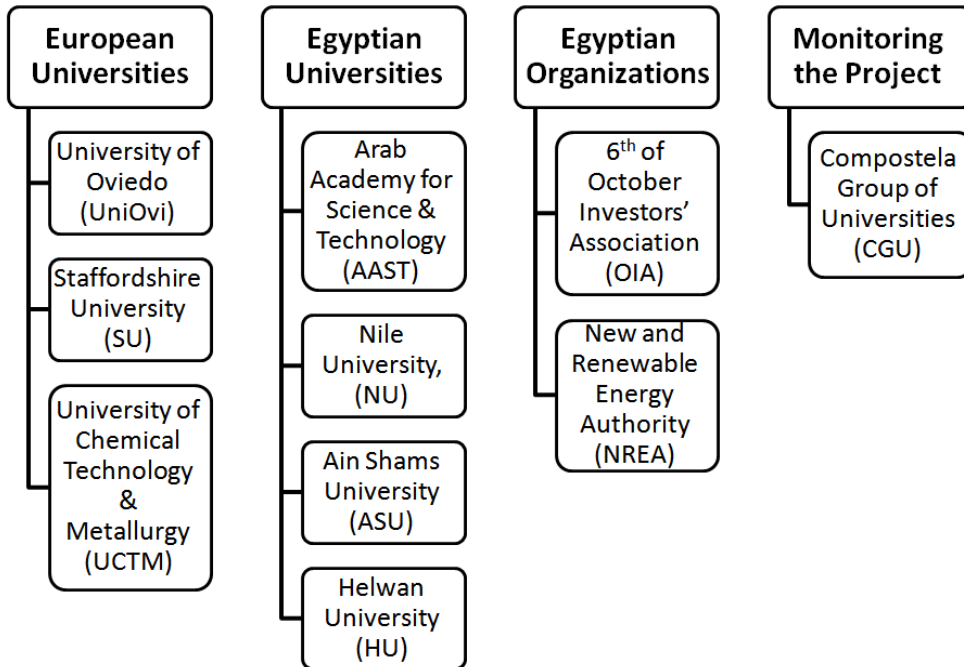 European
Universities
University of
Oviedo
(UniOvi)
Staffordshire
University
(SU)
University of
Chemical
Technology
&
Metallurgy
(UCTM)
Egyptian
Universities
Arab
Academy for
Science &
Technology
(AAST)
Nile
University,
(NU)
Ain Shams
University
(ASU)
Helwan
University
(HU)
Egyptian
Organizations
6th of
October
Investors’
Association
(OIA)
New and
Renewable
Energy
Authority
(NREA)
Monitoring
the Project
Compostela
Group of
Universities
(CGU)